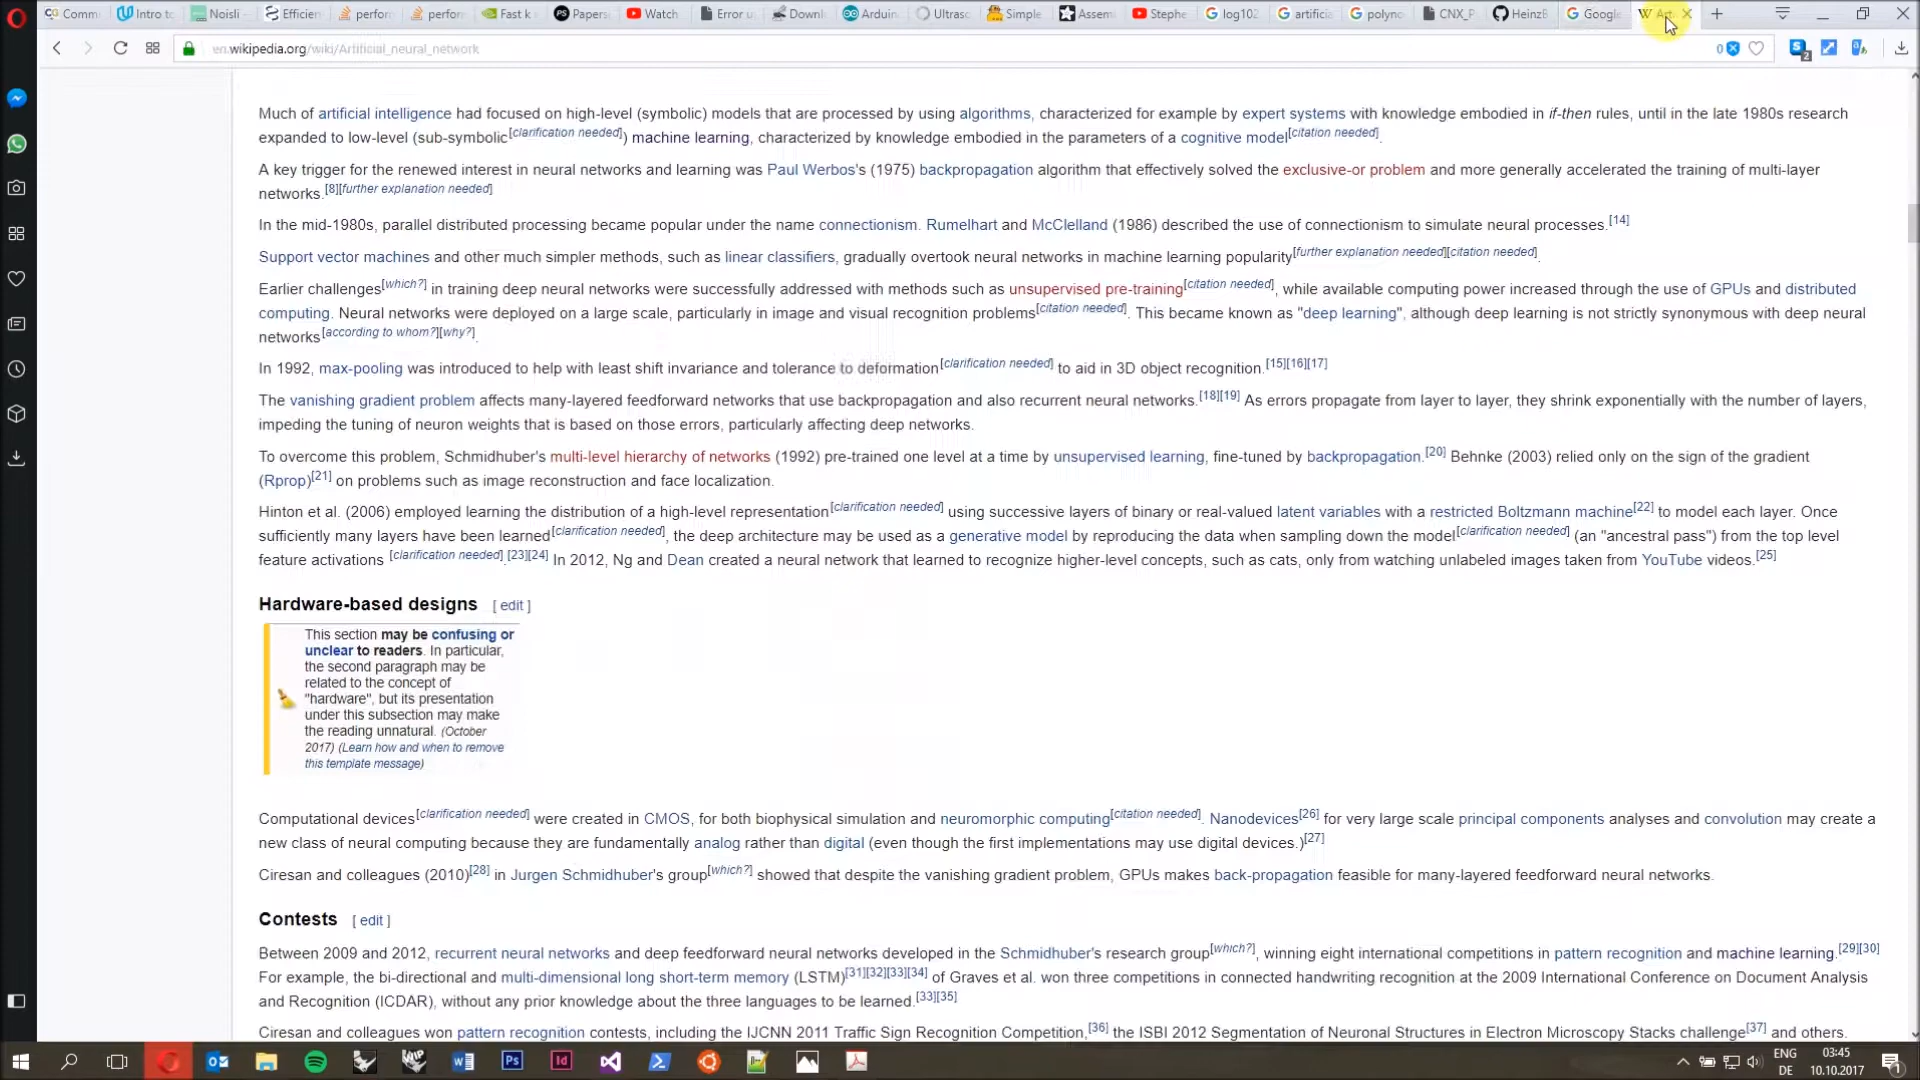 Comm
Intro to
Noisli -
Efficien
perform
perform
Fast k
Papers
Watch
Error u
Downl
Arduin
Ultraso
Simple
Assem
Stephe
log102
artificia
polyno
CNX_P
HeinzB
Google
en.wikipedia.org/wiki/Artificial_neural_network
0
2
Much of artificial intelligence had focused on high-level (symbolic) models that are processed by using algorithms, characterized for example by expert systems with knowledge embodied in if-then rules, until in the late 1980s research
expanded to low-level (sub-symbolic[clarification needed]) machine learning, characterized by knowledge embodied in the parameters of a cognitive model[citation needed].
A key trigger for the renewed interest in neural networks and learning was Paul Werbos's (1975) backpropagation algorithm that effectively solved the exclusive-or problem and more generally accelerated the training of multi-layer
networks.[8][further explanation needed]
In the mid-1980s, parallel distributed processing became popular under the name connectionism. Rumelhart and McClelland (1986) described the use of connectionism to simulate neural processes.[14]
Support vector machines and other much simpler methods, such as linear classifiers, gradually overtook neural networks in machine learning popularity[further explanation needed][citation needed].
Earlier challenges[which?] in training deep neural networks were successfully addressed with methods such as unsupervised pre-training[citation needed], while available computing power increased through the use of GPUs and distributed
computing. Neural networks were deployed on a large scale, particularly in image and visual recognition problems[citation needed]. This became known as "deep learning", although deep learning is not strictly synonymous with deep neural
networks[according to whom?][why?].
In 1992, max-pooling was introduced to help with least shift invariance and tolerance to deformation[clarification needed] to aid in 3D object recognition.[15][16][17]
The vanishing gradient problem affects many-layered feedforward networks that use backpropagation and also recurrent neural networks.[18][19] As errors propagate from layer to layer, they shrink exponentially with the number of layers,
impeding the tuning of neuron weights that is based on those errors, particularly affecting deep networks.
To overcome this problem, Schmidhuber's multi-level hierarchy of networks (1992) pre-trained one level at a time by unsupervised learning, fine-tuned by backpropagation.[20] Behnke (2003) relied only on the sign of the gradient
(Rprop)[21] on problems such as image reconstruction and face localization.
Hinton et al. (2006) employed learning the distribution of a high-level representation[clarification needed] using successive layers of binary or real-valued latent variables with a restricted Boltzmann machine[22] to model each layer. Once
sufficiently many layers have been learned[clarification needed], the deep architecture may be used as a generative model by reproducing the data when sampling down the model[clarification needed] (an "ancestral pass") from the top level
feature activations [clarification needed].[23][24] In 2012, Ng and Dean created a neural network that learned to recognize higher-level concepts, such as cats, only from watching unlabeled images taken from YouTube videos.[25]
Hardware-based designs [ edit ]
This section may be confusing or
unclear to readers. In particular,
the second paragraph may be
related to the concept of
"hardware", but its presentation
under this subsection may make
the reading unnatural. (October
2017) (Learn how and when to remove
this template message)
Computational devices[clarification needed] were created in CMOS, for both biophysical simulation and neuromorphic computing[citation needed]. Nanodevices[26] for very large scale principal components analyses and convolution may create a
new class of neural computing because they are fundamentally analog rather than digital (even though the first implementations may use digital devices.)[27]
Ciresan and colleagues (2010)[28] in Jurgen Schmidhuber's group[which?] showed that despite the vanishing gradient problem, GPUs makes back-propagation feasible for many-layered feedforward neural networks.
Contests [ edit ]
Between 2009 and 2012, recurrent neural networks and deep feedforward neural networks developed in the Schmidhuber's research group[which?], winning eight international competitions in pattern recognition and machine learning.[29][30]
For example, the bi-directional and multi-dimensional long short-term memory (LSTM)[31][32][33][34] of Graves et al. won three competitions in connected handwriting recognition at the 2009 International Conference on Document Analysis
and Recognition (ICDAR), without any prior knowledge about the three languages to be learned.[33][35]
Ciresan and colleagues won pattern recognition contests, including the IJCNN 2011 Traffic Sign Recognition Competition,[36] the ISBI 2012 Segmentation of Neuronal Structures in Electron Microscopy Stacks challenge[37] and others.
ENG
DE
03:45
10.10.2017